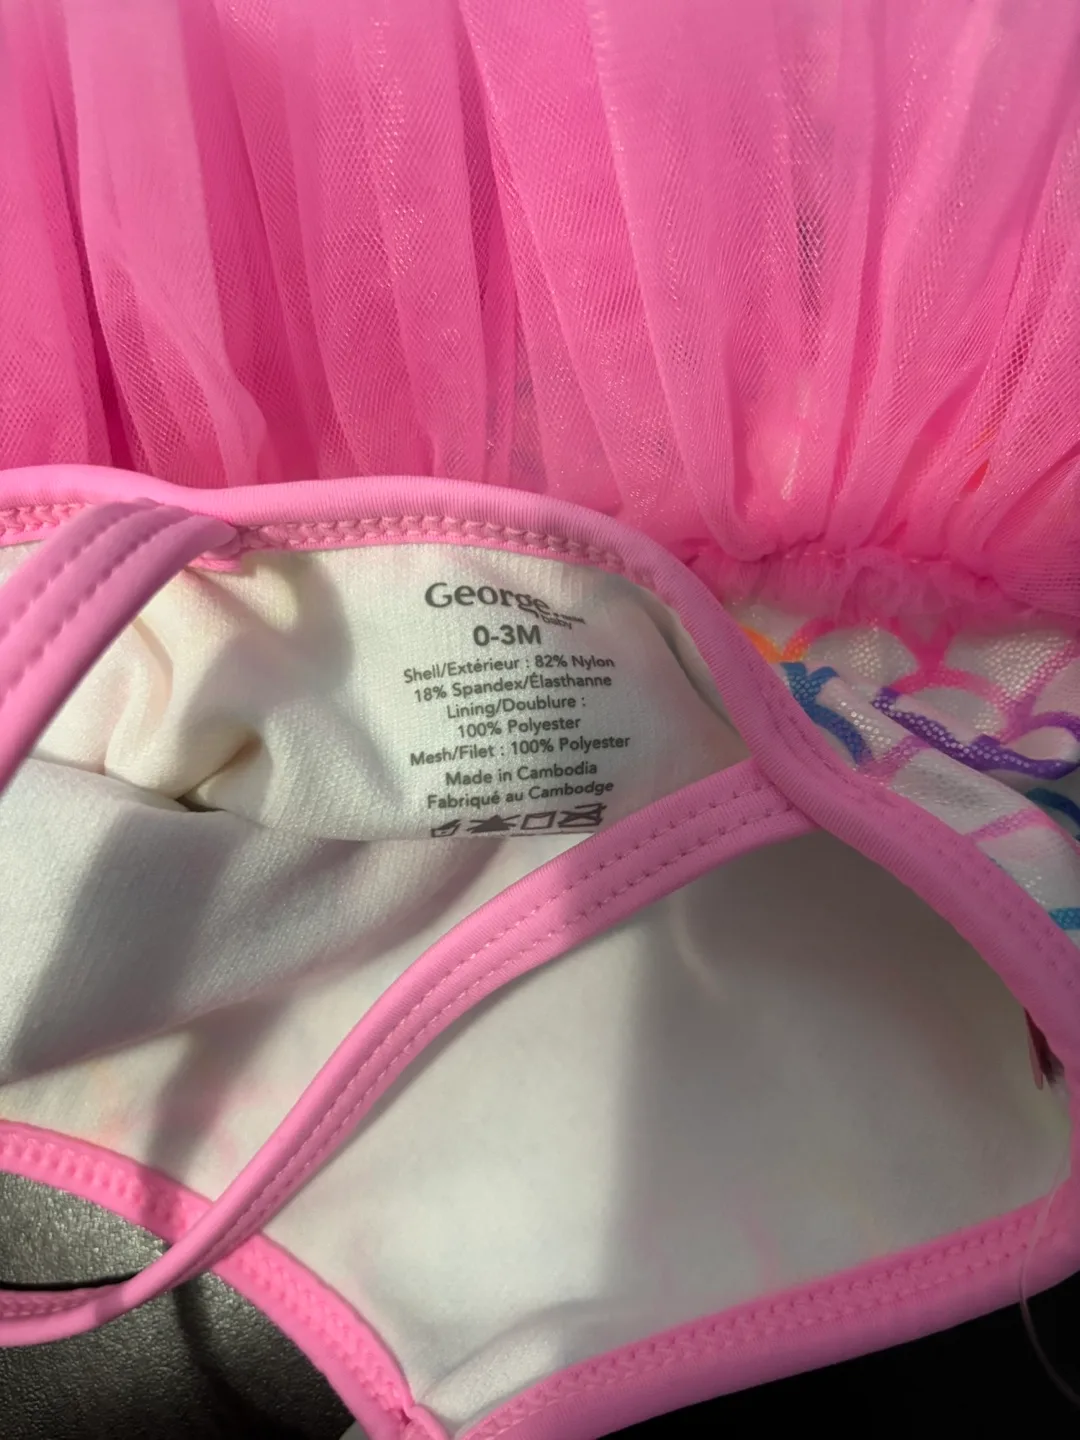 George
baby
0-3M
Shell/Extérieur : 82% Nylon
18% Spandex/Élasthanne
Lining/Doublure :
100% Polyester
Mesh/Filet : 100% Polyester
Made in Cambodia
Fabriqué au Cambodge